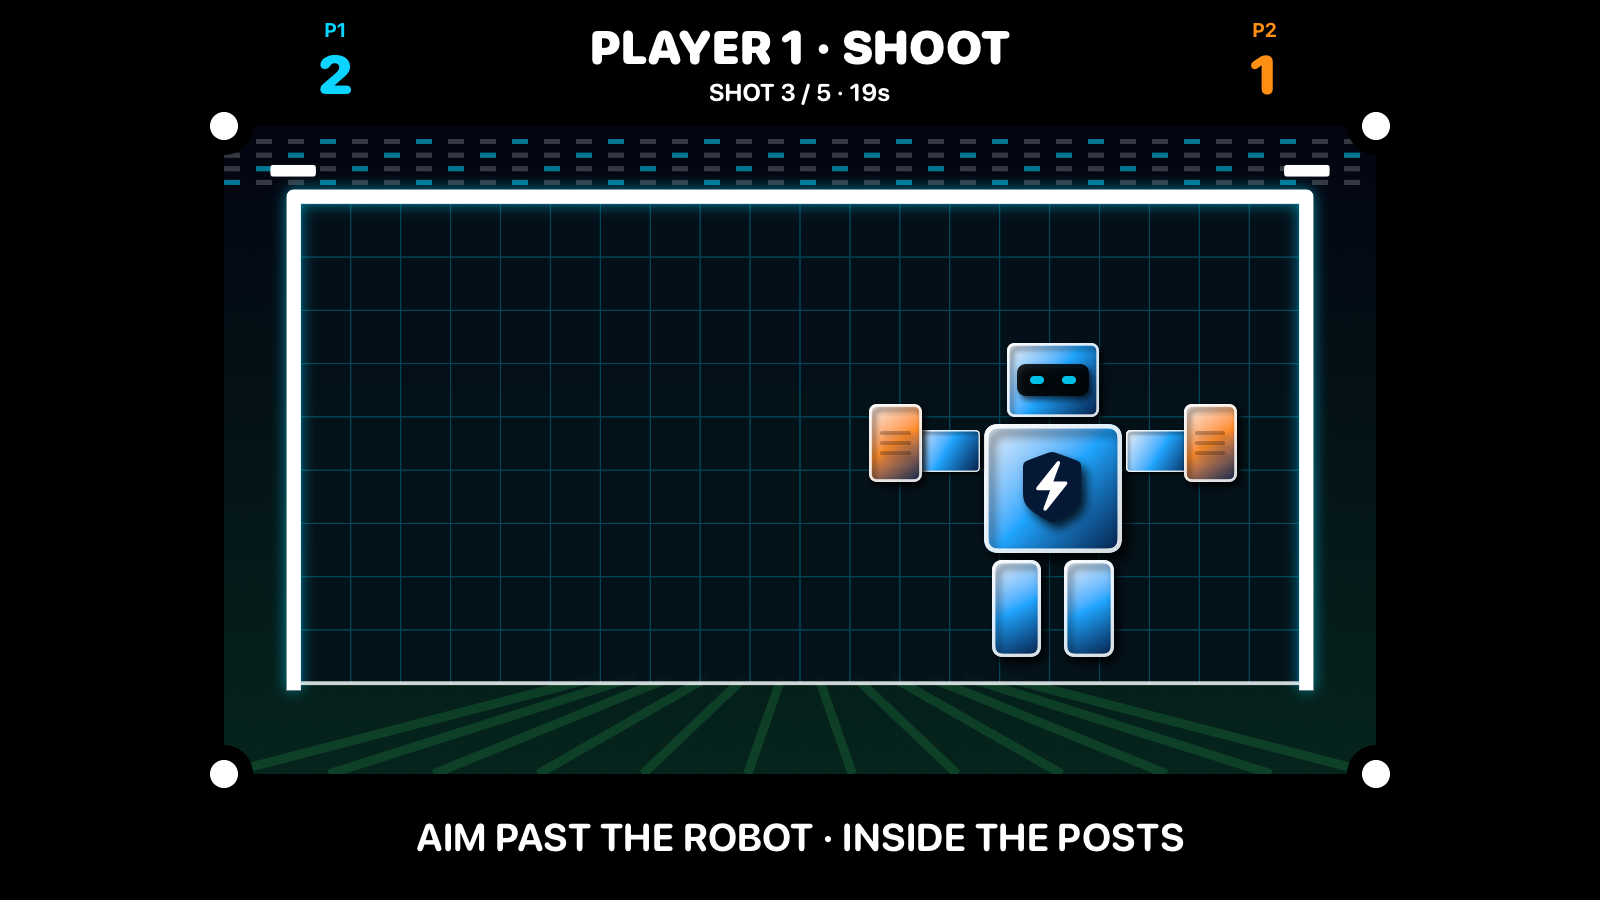 P1
2
PLAYER 1 · SHOOT
SHOT 3 / 5 · 19s
P2
1
AIM PAST THE ROBOT · INSIDE THE POSTS